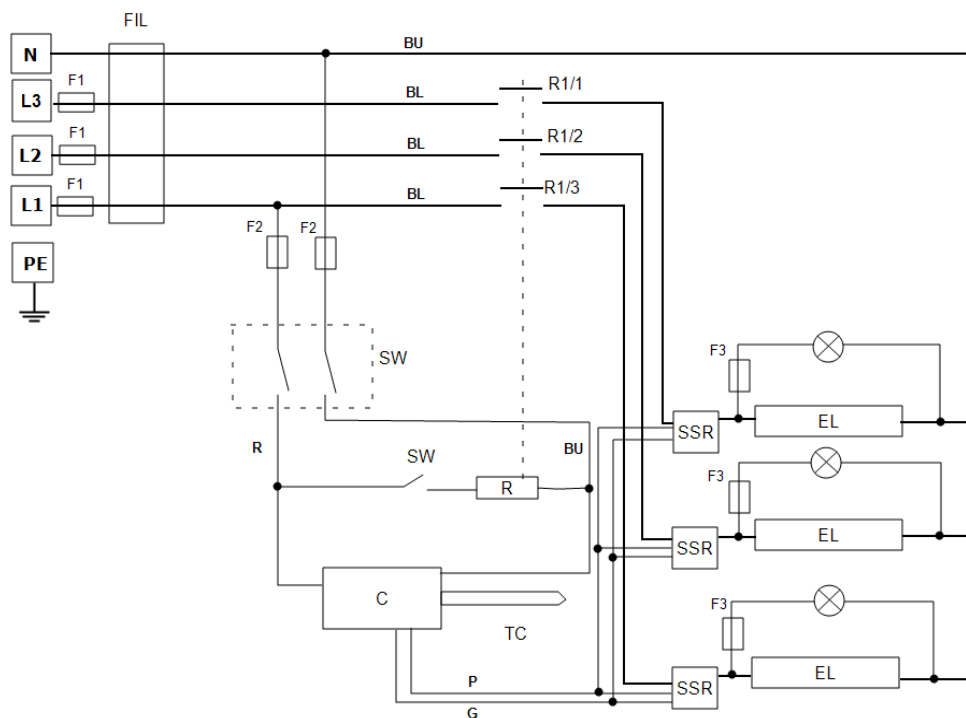 FIL
N
BU
F1
L3
BL
R1/1
F1
L2
BL
R1/2
F1
L1
BL
R1/3
F2
F2
PE
SW
F3
EL
SSR
R
SW
BU
R
F3
EL
SSR
C
TC
F3
EL
SSR
P
G